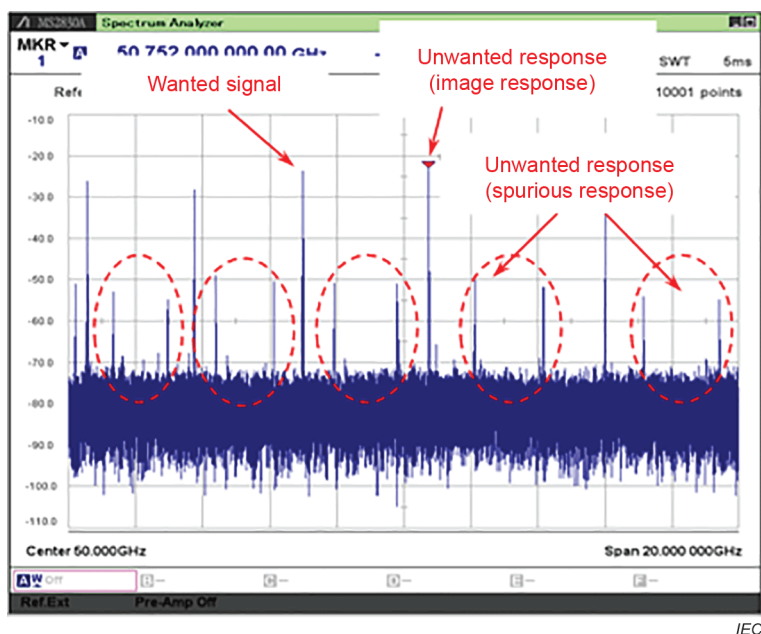 MS2850A Spectrum Analyzer
MKR
1
A
50.752 000 000 00 GHz
SWT 5ms
10001 points
Wanted signal
Unwanted response
(image response)
Unwanted response
(spurious response)
-10.0
-20.0
-30.0
-40.0
-50.0
-60.0
-70.0
-80.0
-90.0
-100.0
-110.0
Center 50.000GHz
Span 20.000 000GHz
A W Off B-- C-- D-- E-- F--
Ref.Ext Pre-Amp Off
IEC